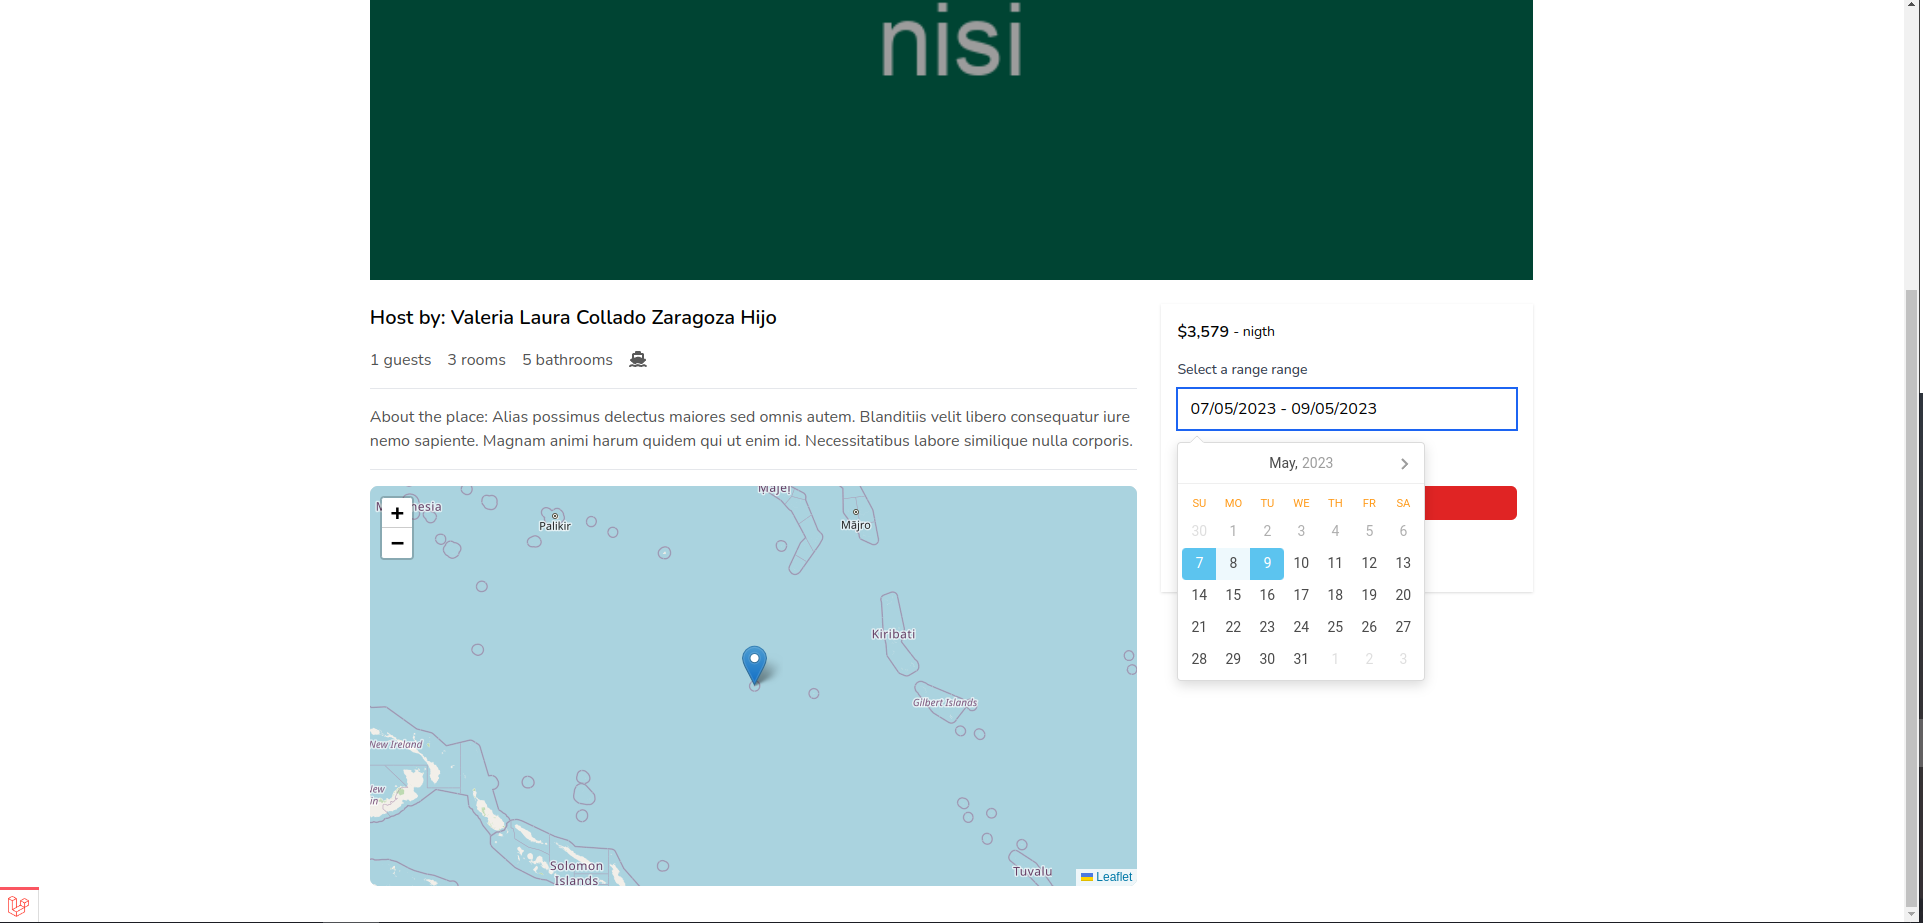 nisi
Host by: Valeria Laura Collado Zaragoza Hijo
1 guests 3 rooms 5 bathrooms
About the place: Alias possimus delectus maiores sed omnis autem. Blanditiis velit libero consequatur iure
nemo sapiente. Magnam animi harum quidem qui ut enim id. Necessitatibus labore similique nulla corporis.
+
−
Palikir
Majel
Mājro
Kiribati
Gilbert Islands
New Ireland
Solomon
Islands
Tuvalu
Leaflet
$3,579 - nigth
Select a range range
07/05/2023 - 09/05/2023
May, 2023
SU MO TU WE TH FR SA
30 1 2 3 4 5 6
7 8 9 10 11 12 13
14 15 16 17 18 19 20
21 22 23 24 25 26 27
28 29 30 31 1 2 3